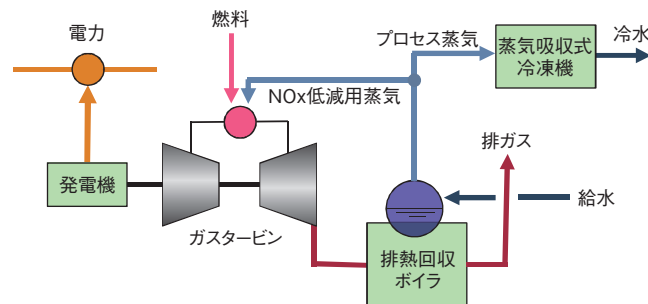 電力
燃料
プロセス蒸気
蒸気吸収式
冷凍機
冷水
NOx低減用蒸気
排ガス
発電機
給水
ガスタービン
排熱回収
ボイラ